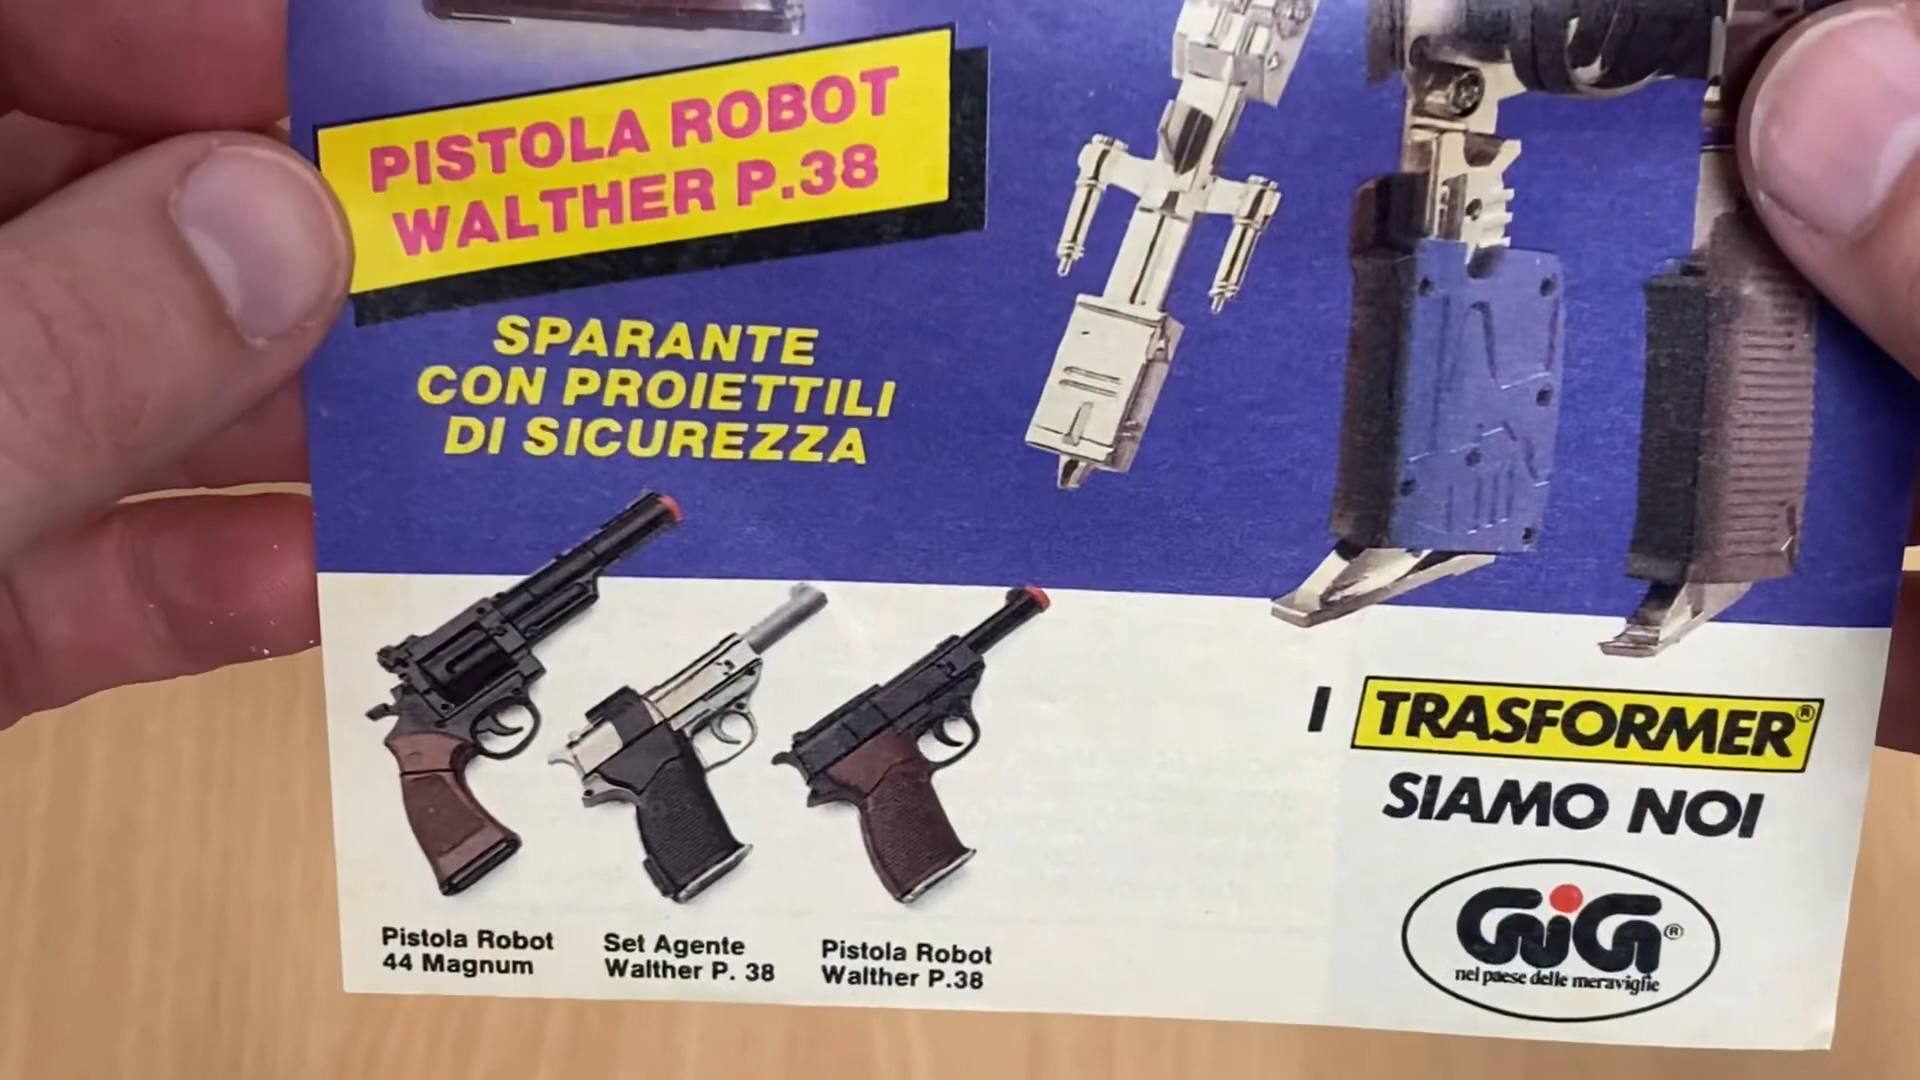 PISTOLA ROBOT
WALTHER P.38
SPARANTE
CON PROIETTILI
DI SICUREZZA
I TRASFORMER®
SIAMO NOI
GiG®
nel paese delle meraviglie
Pistola Robot
44 Magnum
Set Agente
Walther P. 38
Pistola Robot
Walther P.38